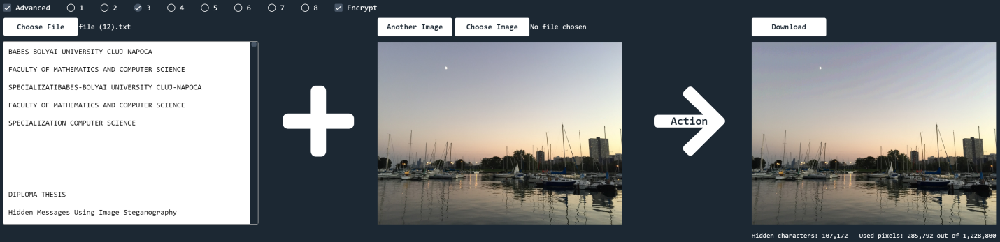 Advanced 1 2 3 4 5 6 7 8 Encrypt
Choose File file (12).txt
Another Image Choose Image No file chosen
Download
BABEȘ-BOLYAI UNIVERSITY CLUJ-NAPOCA
FACULTY OF MATHEMATICS AND COMPUTER SCIENCE
SPECIALIZATIBABEȘ-BOLYAI UNIVERSITY CLUJ-NAPOCA
FACULTY OF MATHEMATICS AND COMPUTER SCIENCE
SPECIALIZATION COMPUTER SCIENCE
DIPLOMA THESIS
Hidden Messages Using Image Steganography
Action
Hidden characters: 107,172 Used pixels: 285,792 out of 1,228,800